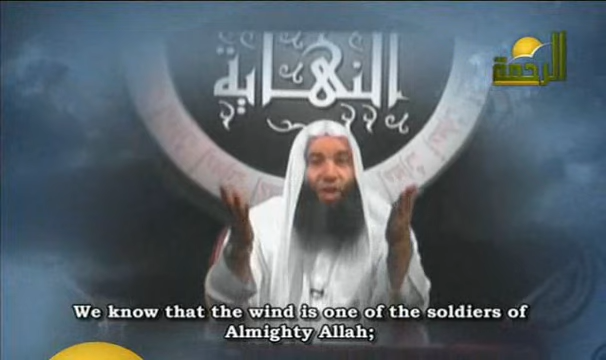 النهاية
الرحمة
We know that the wind is one of the soldiers of
Almighty Allah;